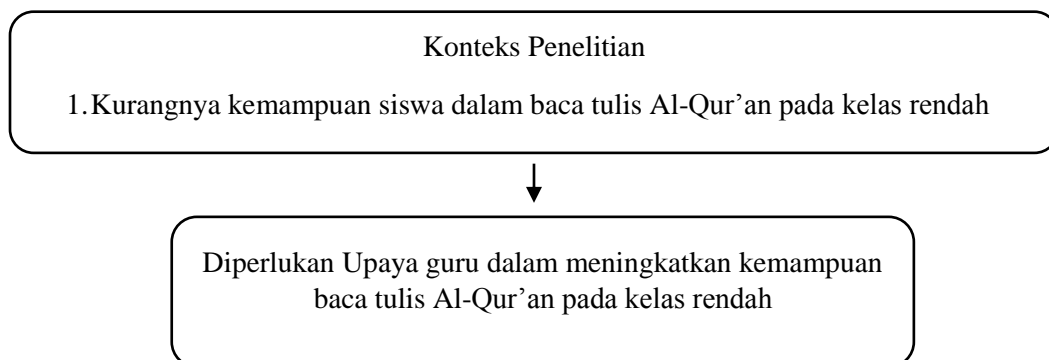 Konteks Penelitian
1. Kurangnya kemampuan siswa dalam baca tulis Al-Qur’an pada kelas rendah
Diperlukan Upaya guru dalam meningkatkan kemampuan
baca tulis Al-Qur’an pada kelas rendah